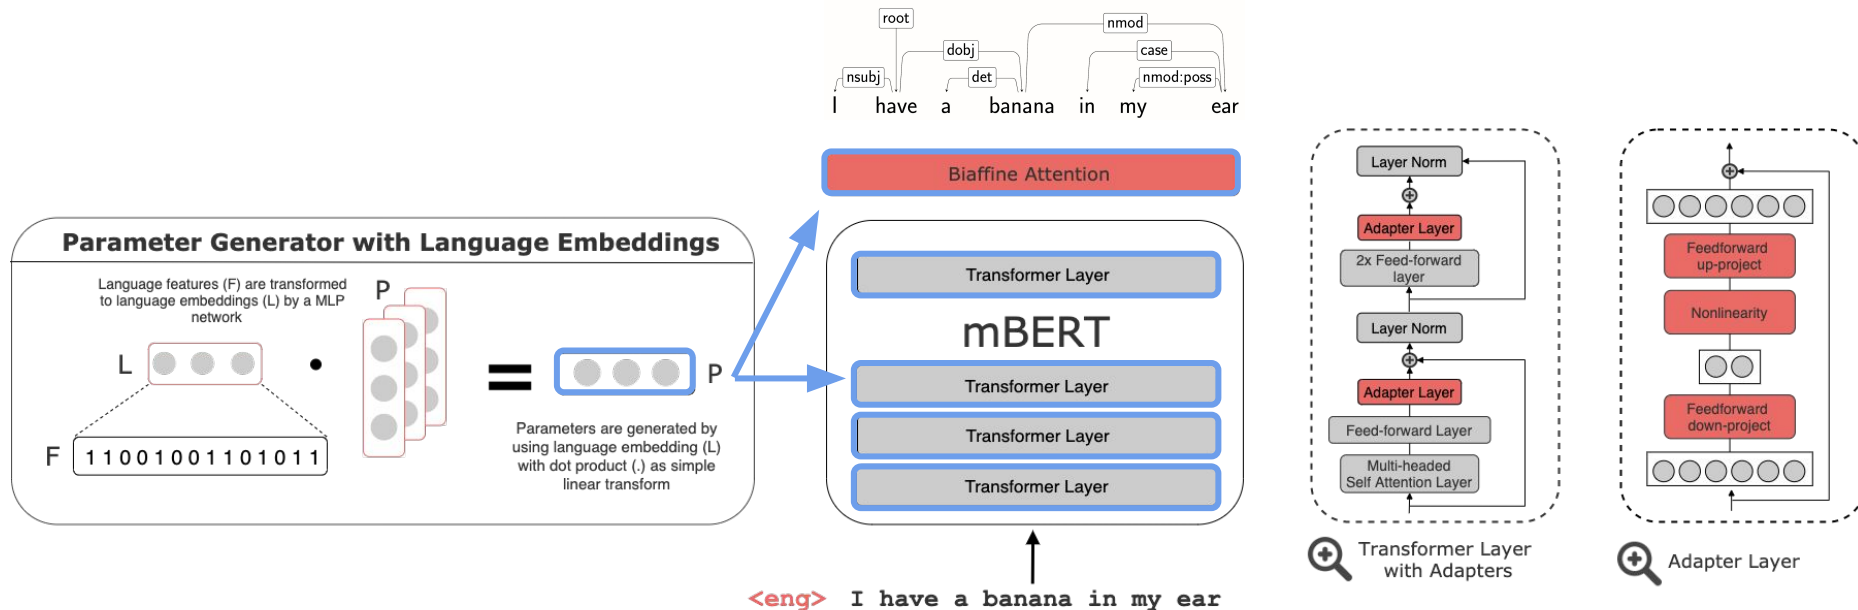 root
nmod
dobj
case
nsubj
det
nmod:poss
I have a banana in my ear
Biaffine Attention
Parameter Generator with Language Embeddings
Language features (F) are transformed
to language embeddings (L) by a MLP
network
P
L
•
=
P
F
1 1 0 0 1 0 0 1 1 0 1 0 1 1
Parameters are generated by
using language embedding (L)
with dot product (.) as simple
linear transform
Transformer Layer
mBERT
Transformer Layer
Transformer Layer
Transformer Layer
<eng> I have a banana in my ear
Layer Norm
+
Adapter Layer
2x Feed-forward
layer
Layer Norm
+
Adapter Layer
Feed-forward Layer
Multi-headed
Self Attention Layer
Transformer Layer
with Adapters
+
Feedforward
up-project
Nonlinearity
Feedforward
down-project
Adapter Layer